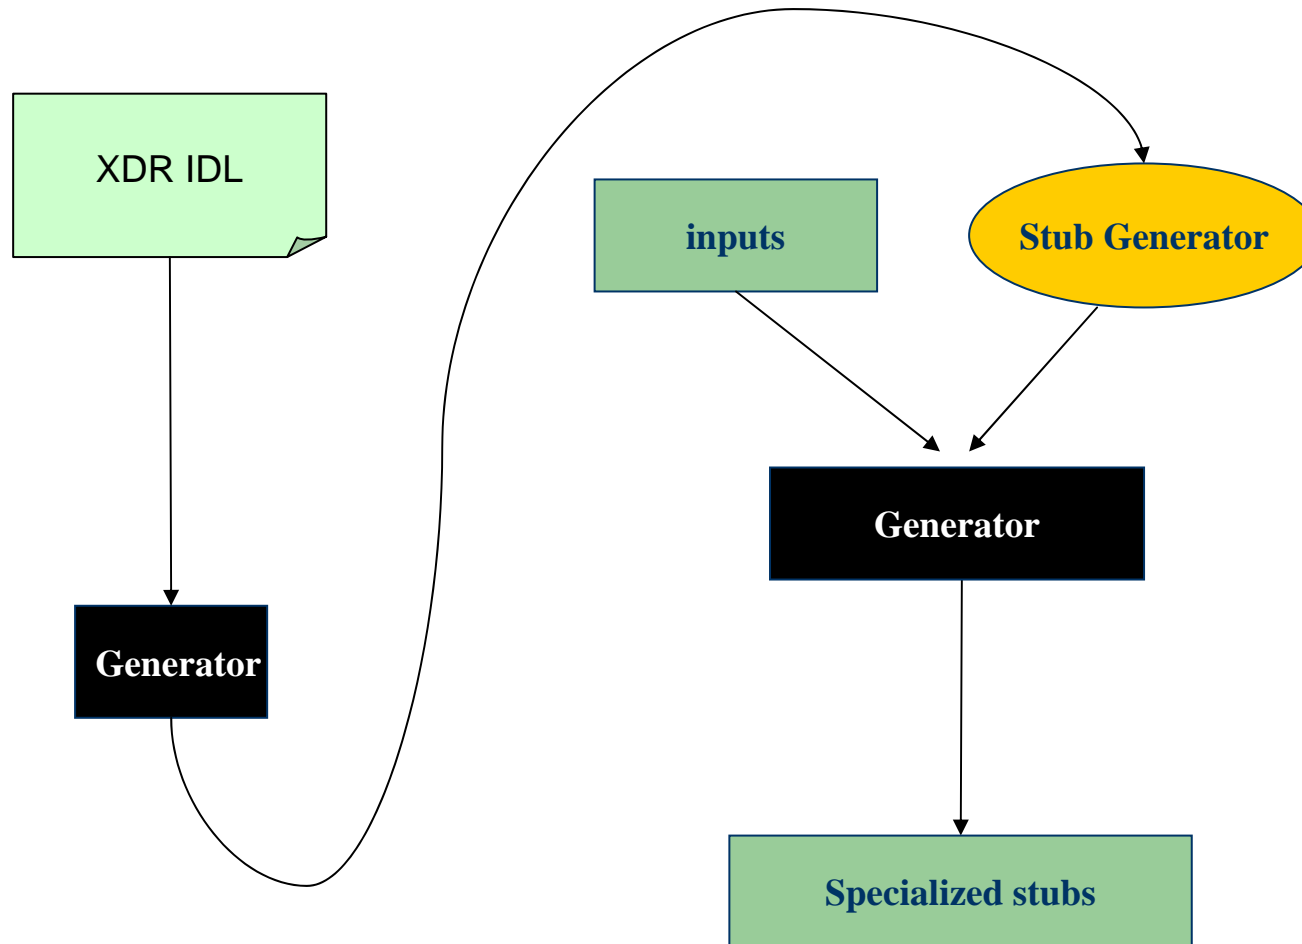 XDR IDL
inputs
Stub Generator
Generator
Generator
Specialized stubs